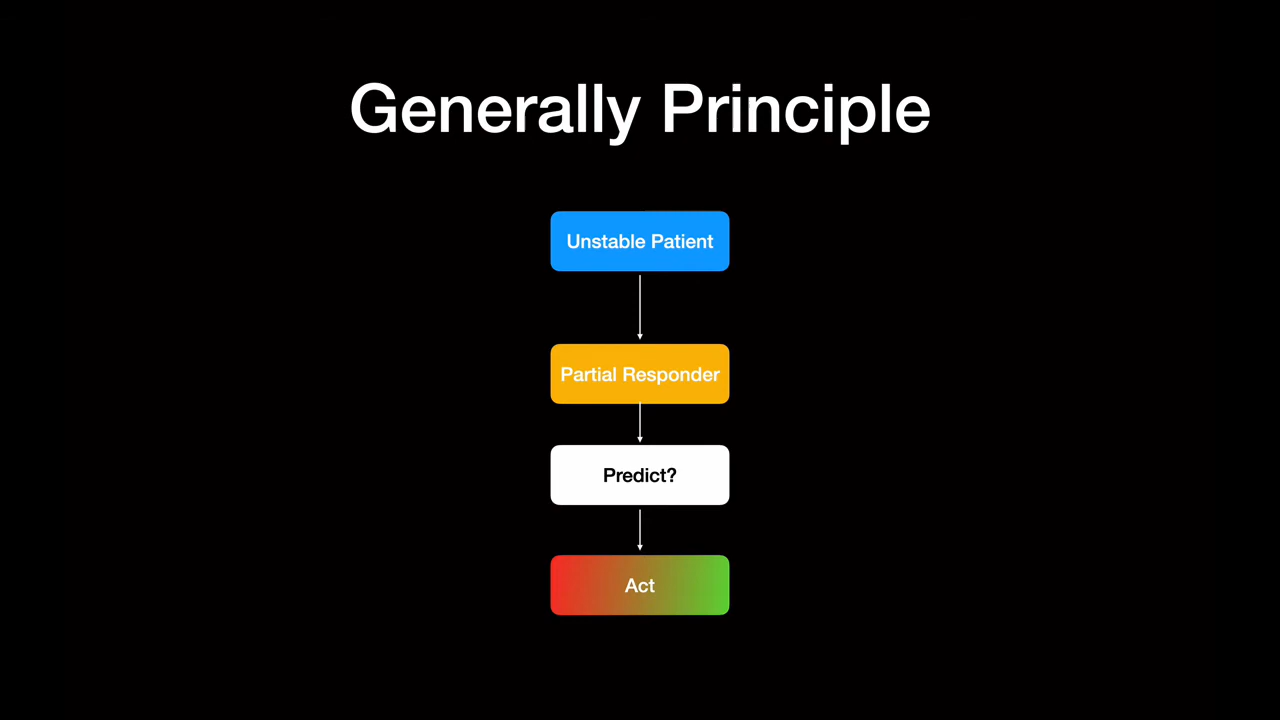 Generally Principle
Unstable Patient
Partial Responder
Predict?
Act